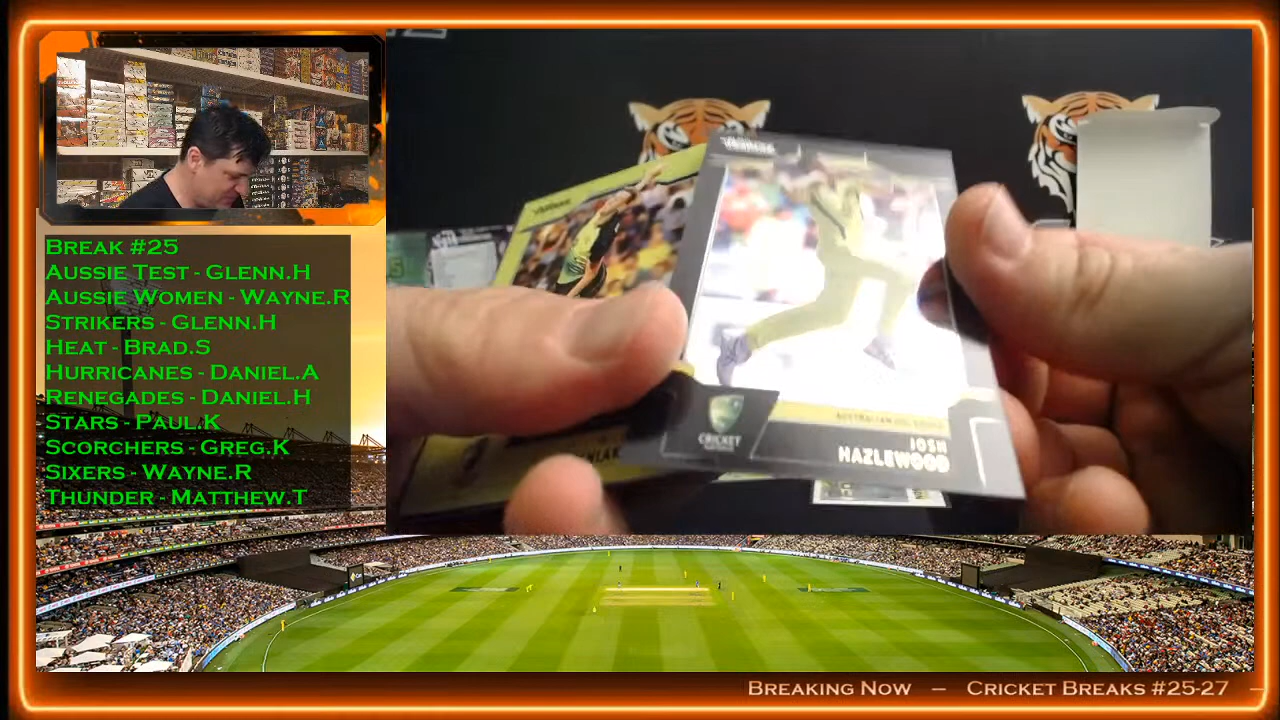 Break #25
Aussie Test - Glenn.H
Aussie Women - Wayne.R
Strikers - Glenn.H
Heat - Brad.S
Hurricanes - Daniel.A
Renegades - Daniel.H
Stars - Paul.K
Scorchers - Greg.K
Sixers - Wayne.R
Thunder - Matthew.T
CRICKET
JOSH
HAZLEWOOD
Breaking Now – Cricket Breaks #25-27 –